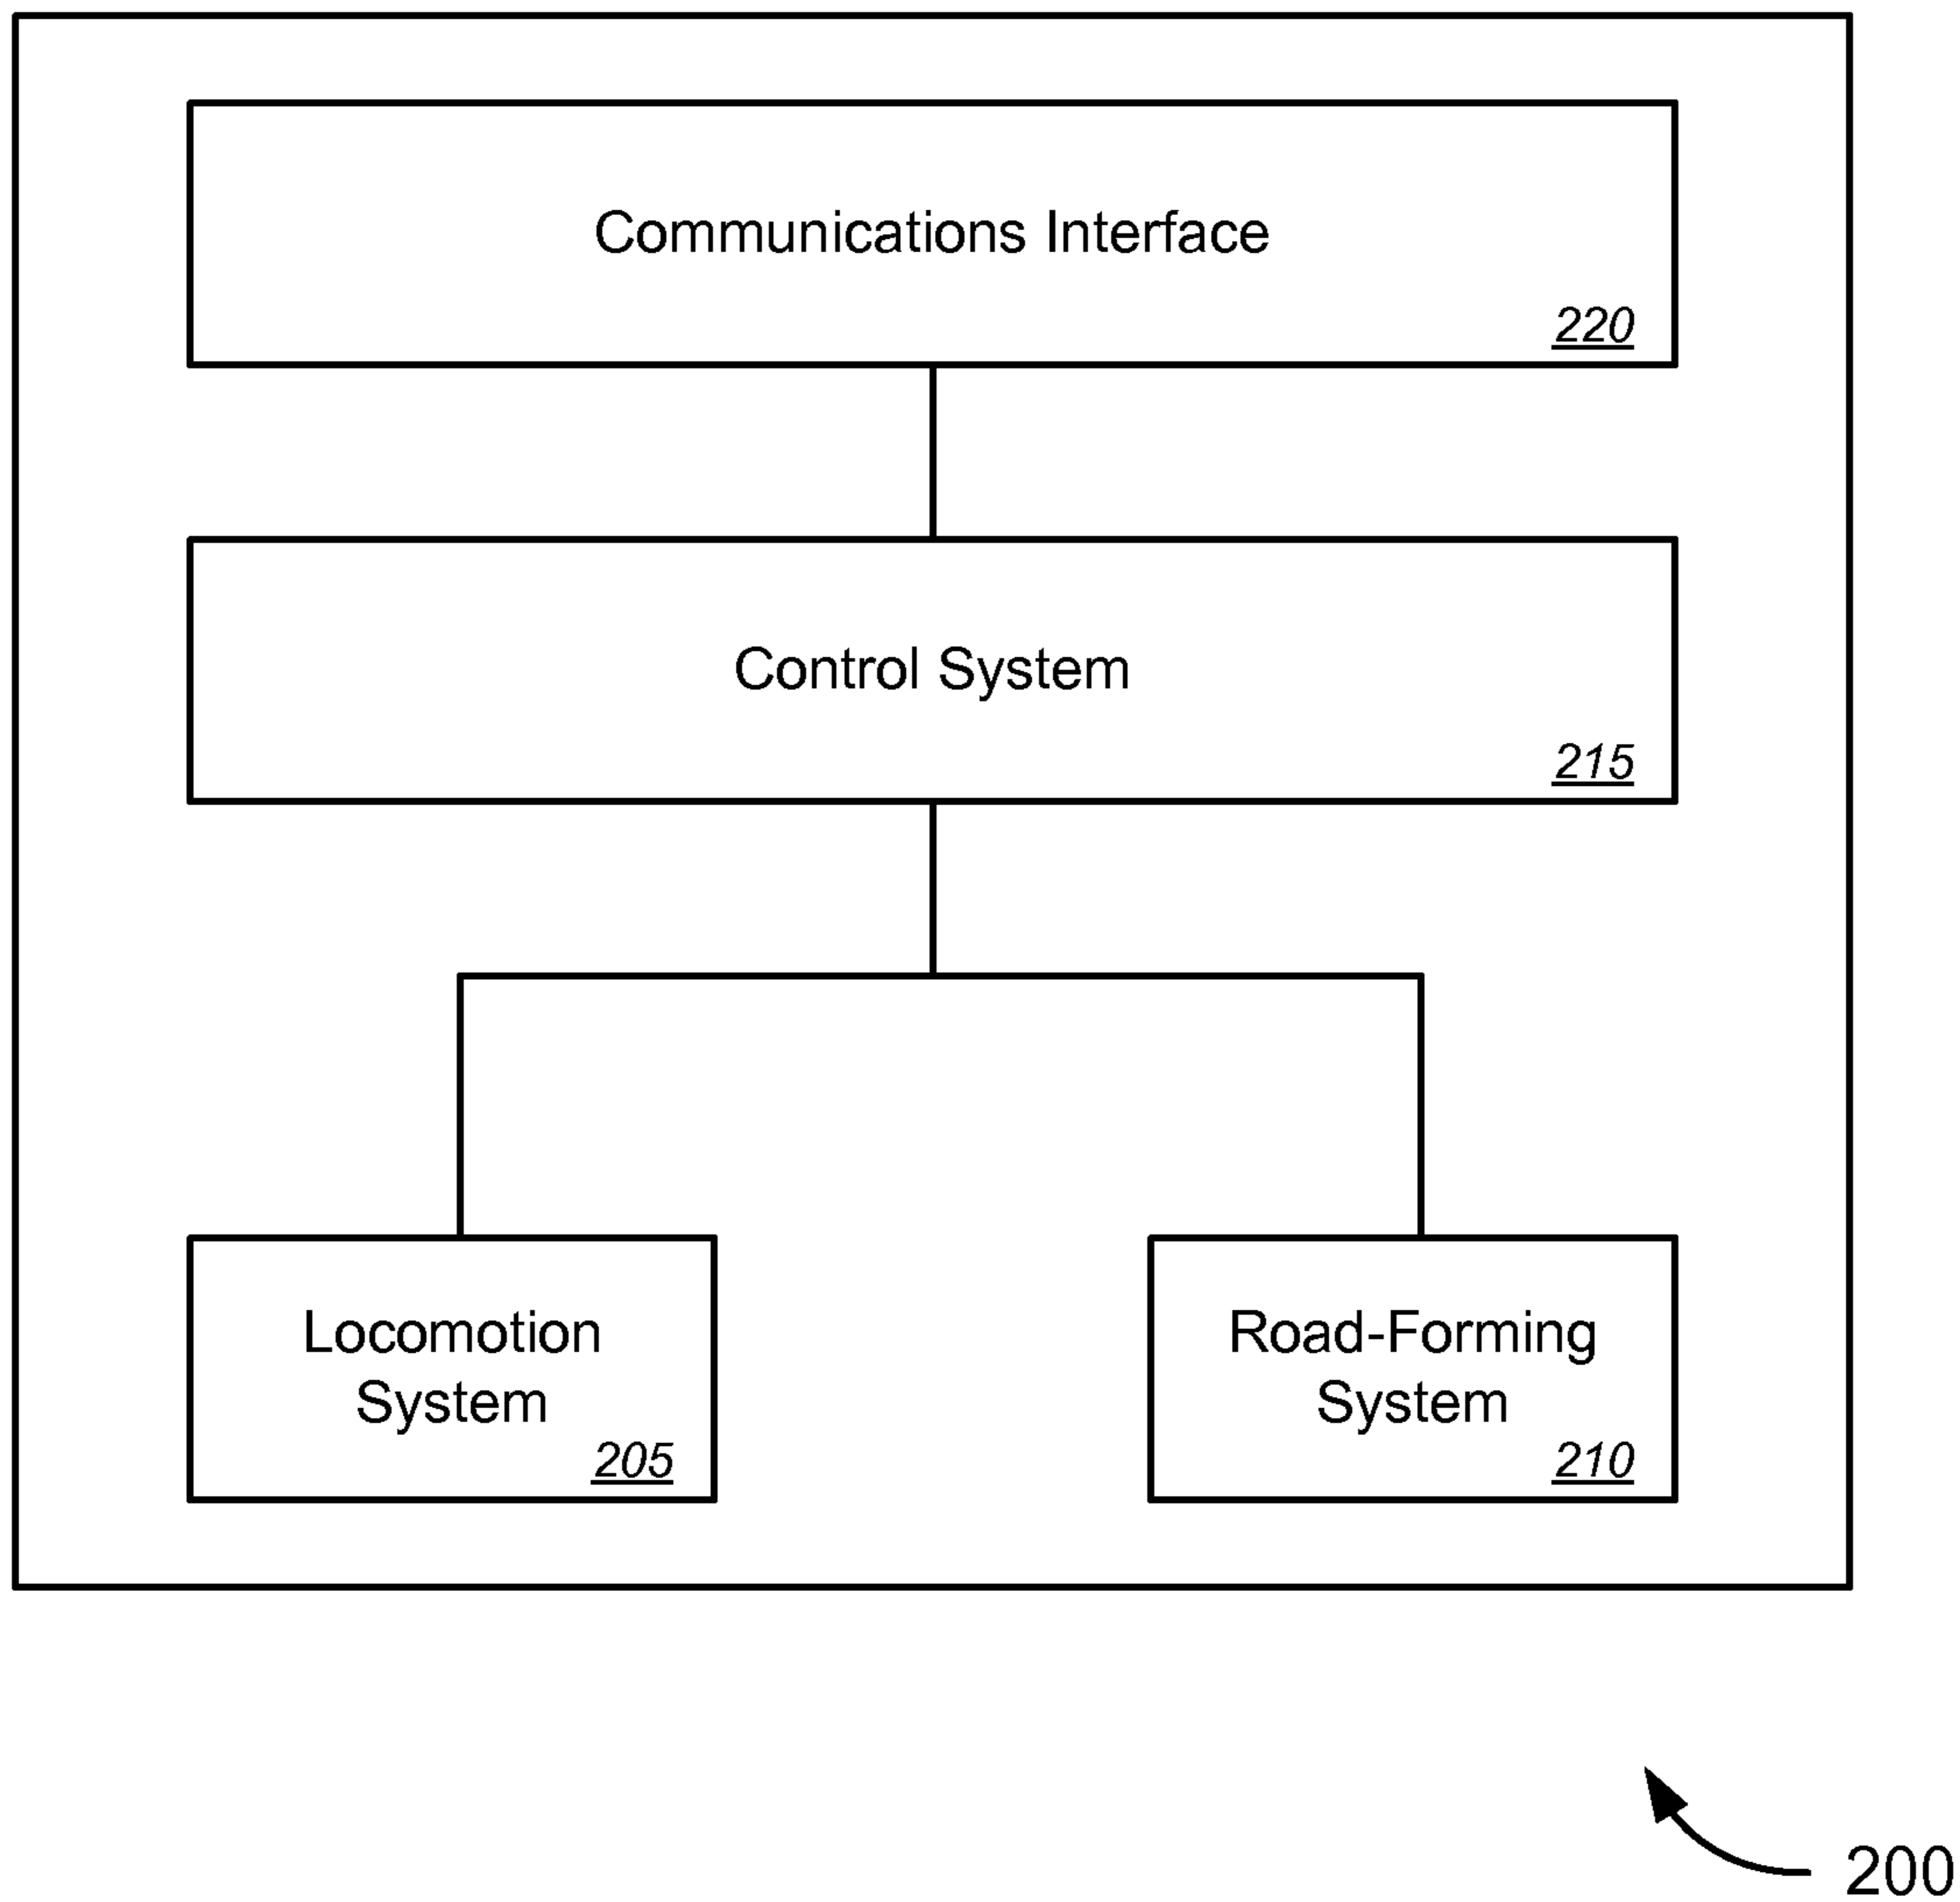 Communications Interface
220
Control System
215
Locomotion
System
205
Road-Forming
System
210
200